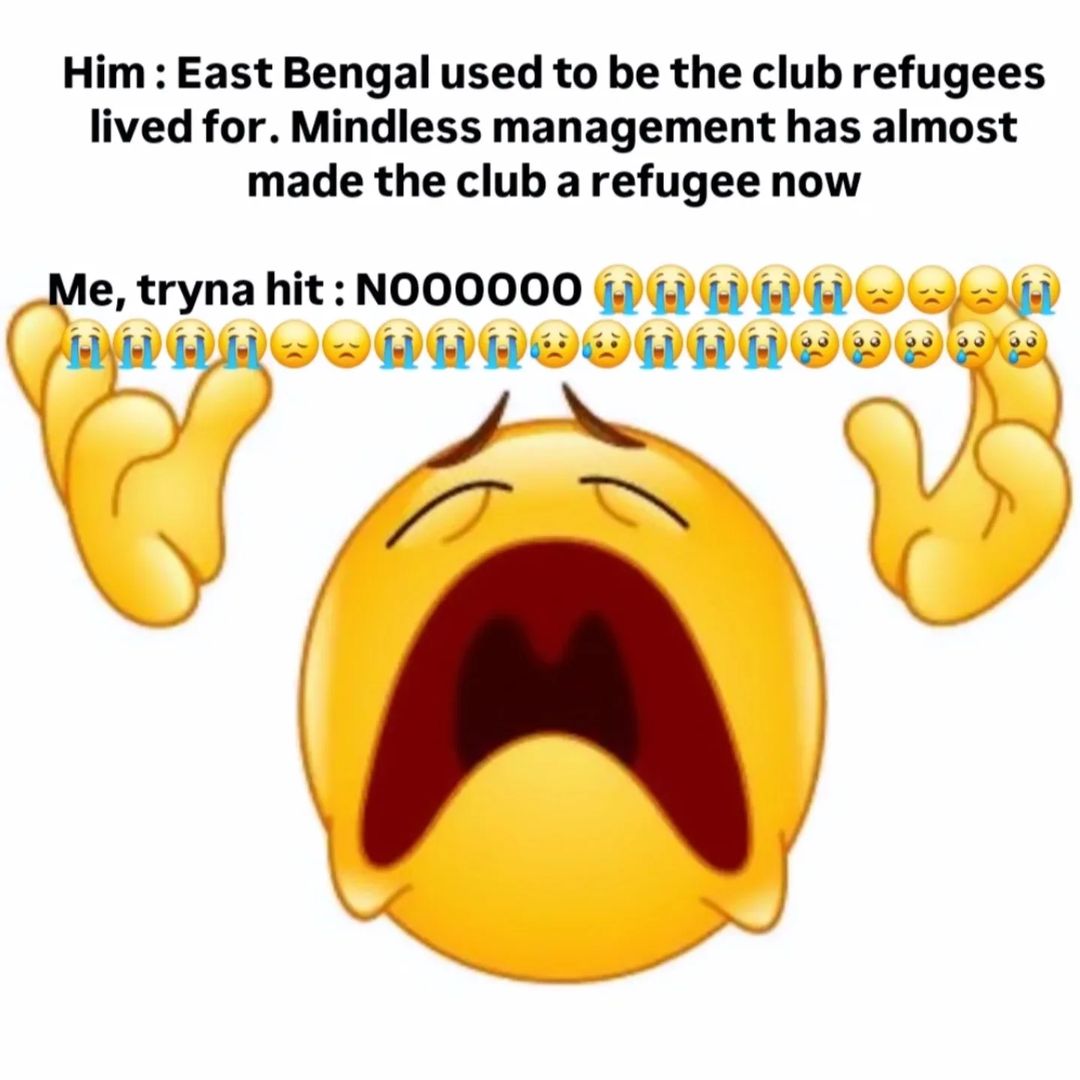 Him : East Bengal used to be the club refugees
lived for. Mindless management has almost
made the club a refugee now
Me, tryna hit : NOOOOOO 😭😭😭😭😭😞😞😞😭
😭😭😭😭😞😞😭😭😭😥😥😭😭😭🥺🥺😢😢😢